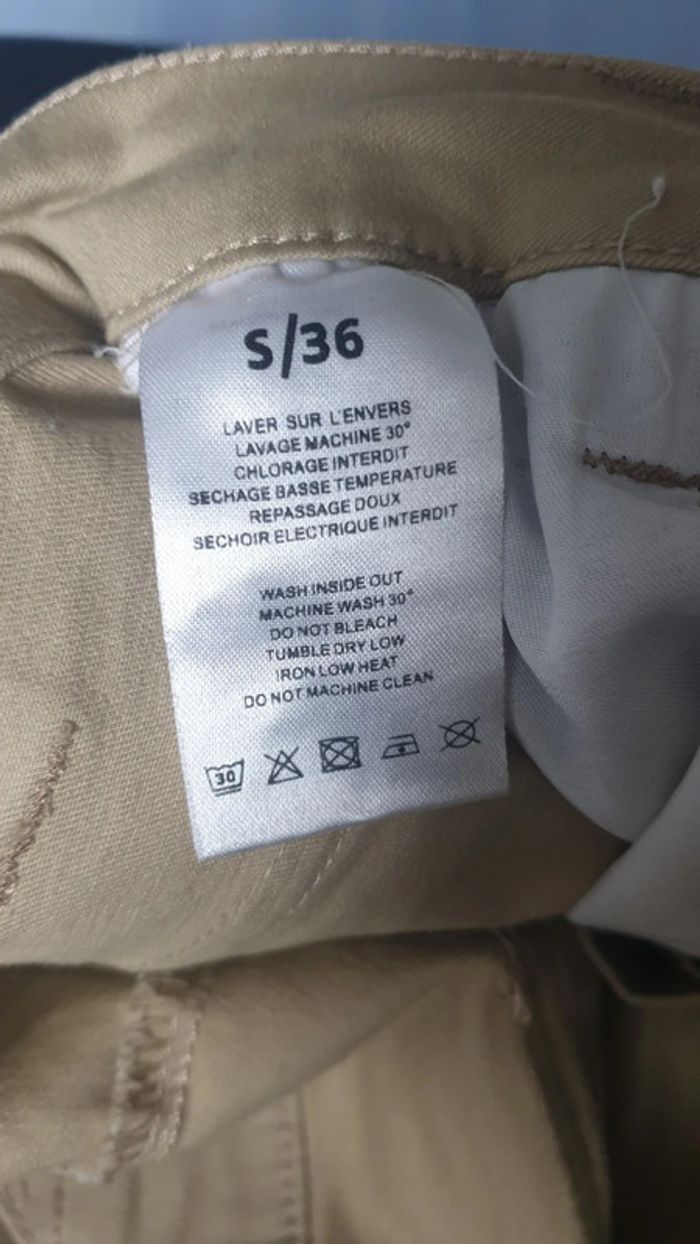 S/36
LAVER SUR L'ENVERS
LAVAGE MACHINE 30°
CHLORAGE INTERDIT
SECHAGE BASSE TEMPERATURE
REPASSAGE DOUX
SECHOIR ELECTRIQUE INTERDIT
WASH INSIDE OUT
MACHINE WASH 30°
DO NOT BLEACH
TUMBLE DRY LOW
IRON LOW HEAT
DO NOT MACHINE CLEAN
30